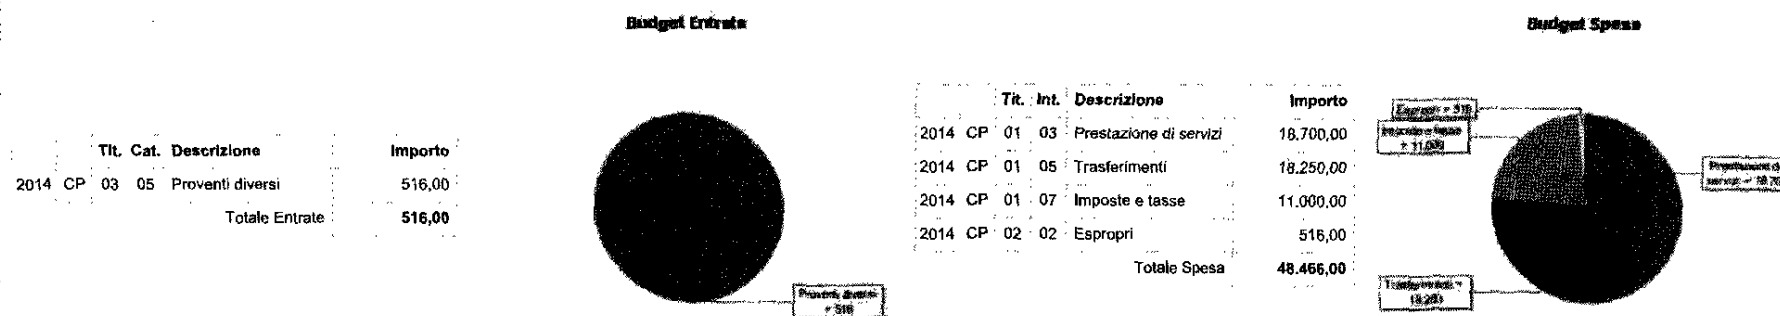 Budget Entrate
Tit. Cat. Descrizione Importo
2014 CP 03 05 Proventi diversi 516,00
Totale Entrate 516,00
Proventi diversi
= 516
Budget Spesa
Tit. Int. Descrizione Importo
2014 CP 01 03 Prestazione di servizi 18.700,00
2014 CP 01 05 Trasferimenti 18.250,00
2014 CP 01 07 Imposte e tasse 11.000,00
2014 CP 02 02 Espropri 516,00
Totale Spesa 48.466,00
Espropri = 516
Imposte e tasse
= 11.000
Trasferimenti =
18.250